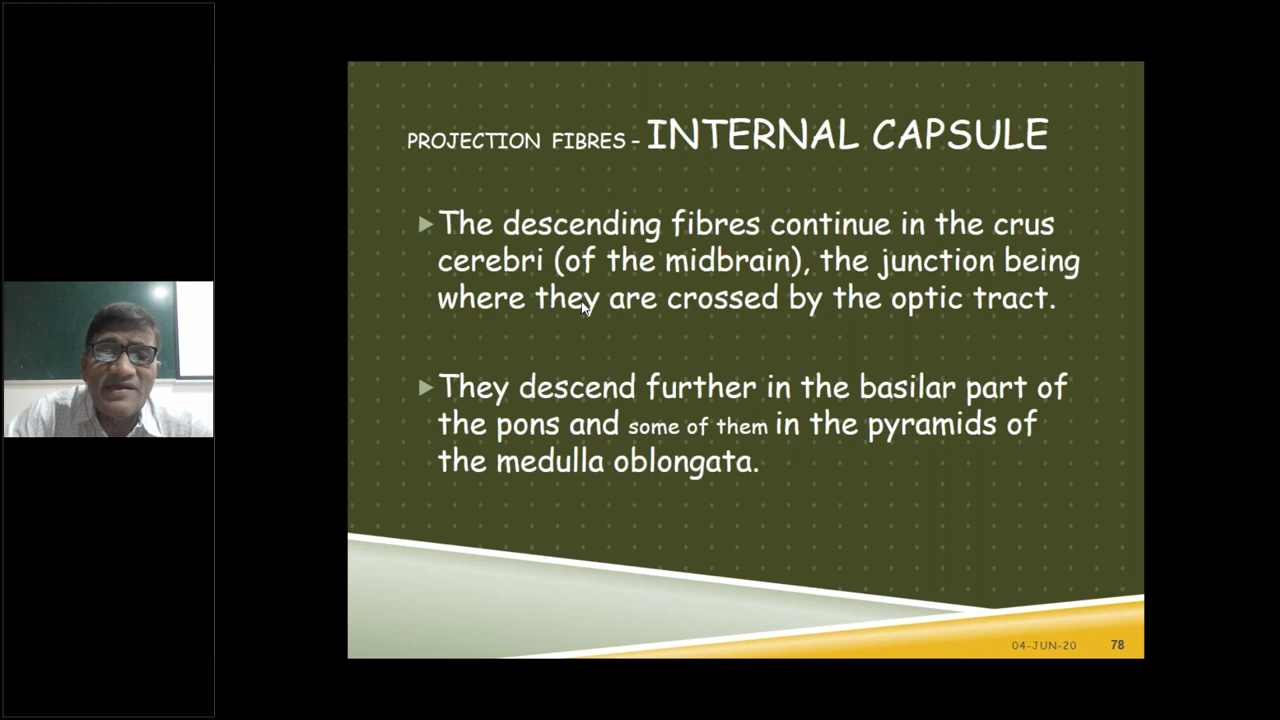 PROJECTION FIBRES - INTERNAL CAPSULE
The descending fibres continue in the crus
cerebri (of the midbrain), the junction being
where they are crossed by the optic tract.
They descend further in the basilar part of
the pons and some of them in the pyramids of
the medulla oblongata.
04-JUN-20 78